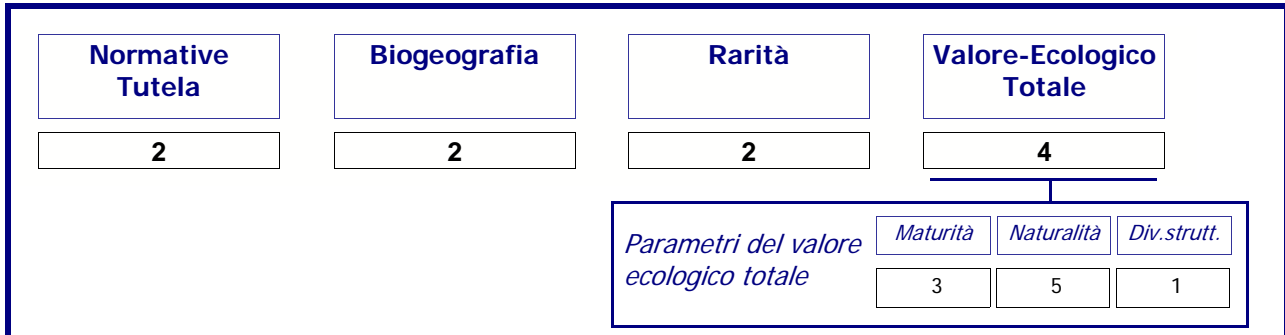 Normative
Tutela
Biogeografia
Rarità
Valore-Ecologico
Totale
2
2
2
4
Parametri del valore
ecologico totale
Maturità
Naturalità
Div.strutt.
3
5
1